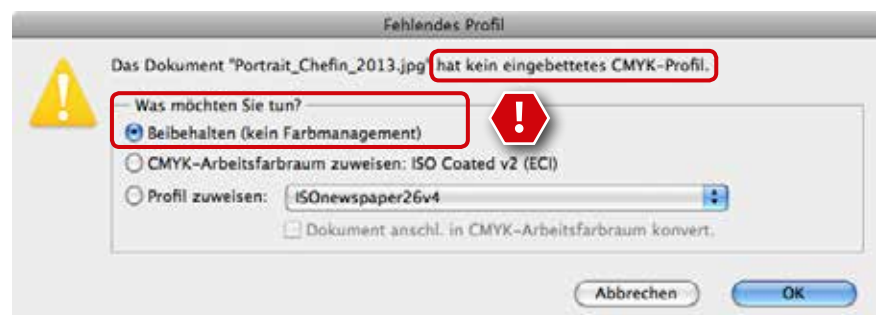 Fehlendes Profil
Das Dokument "Portrait_Chefin_2013.jpg" hat kein eingebettetes CMYK-Profil.
Was möchten Sie tun?
Beibehalten (kein Farbmanagement)
!
CMYK-Arbeitsfarbraum zuweisen: ISO Coated v2 (ECI)
Profil zuweisen: ISOnewspaper26v4
Dokument anschl. in CMYK-Arbeitsfarbraum konvert.
Abbrechen OK